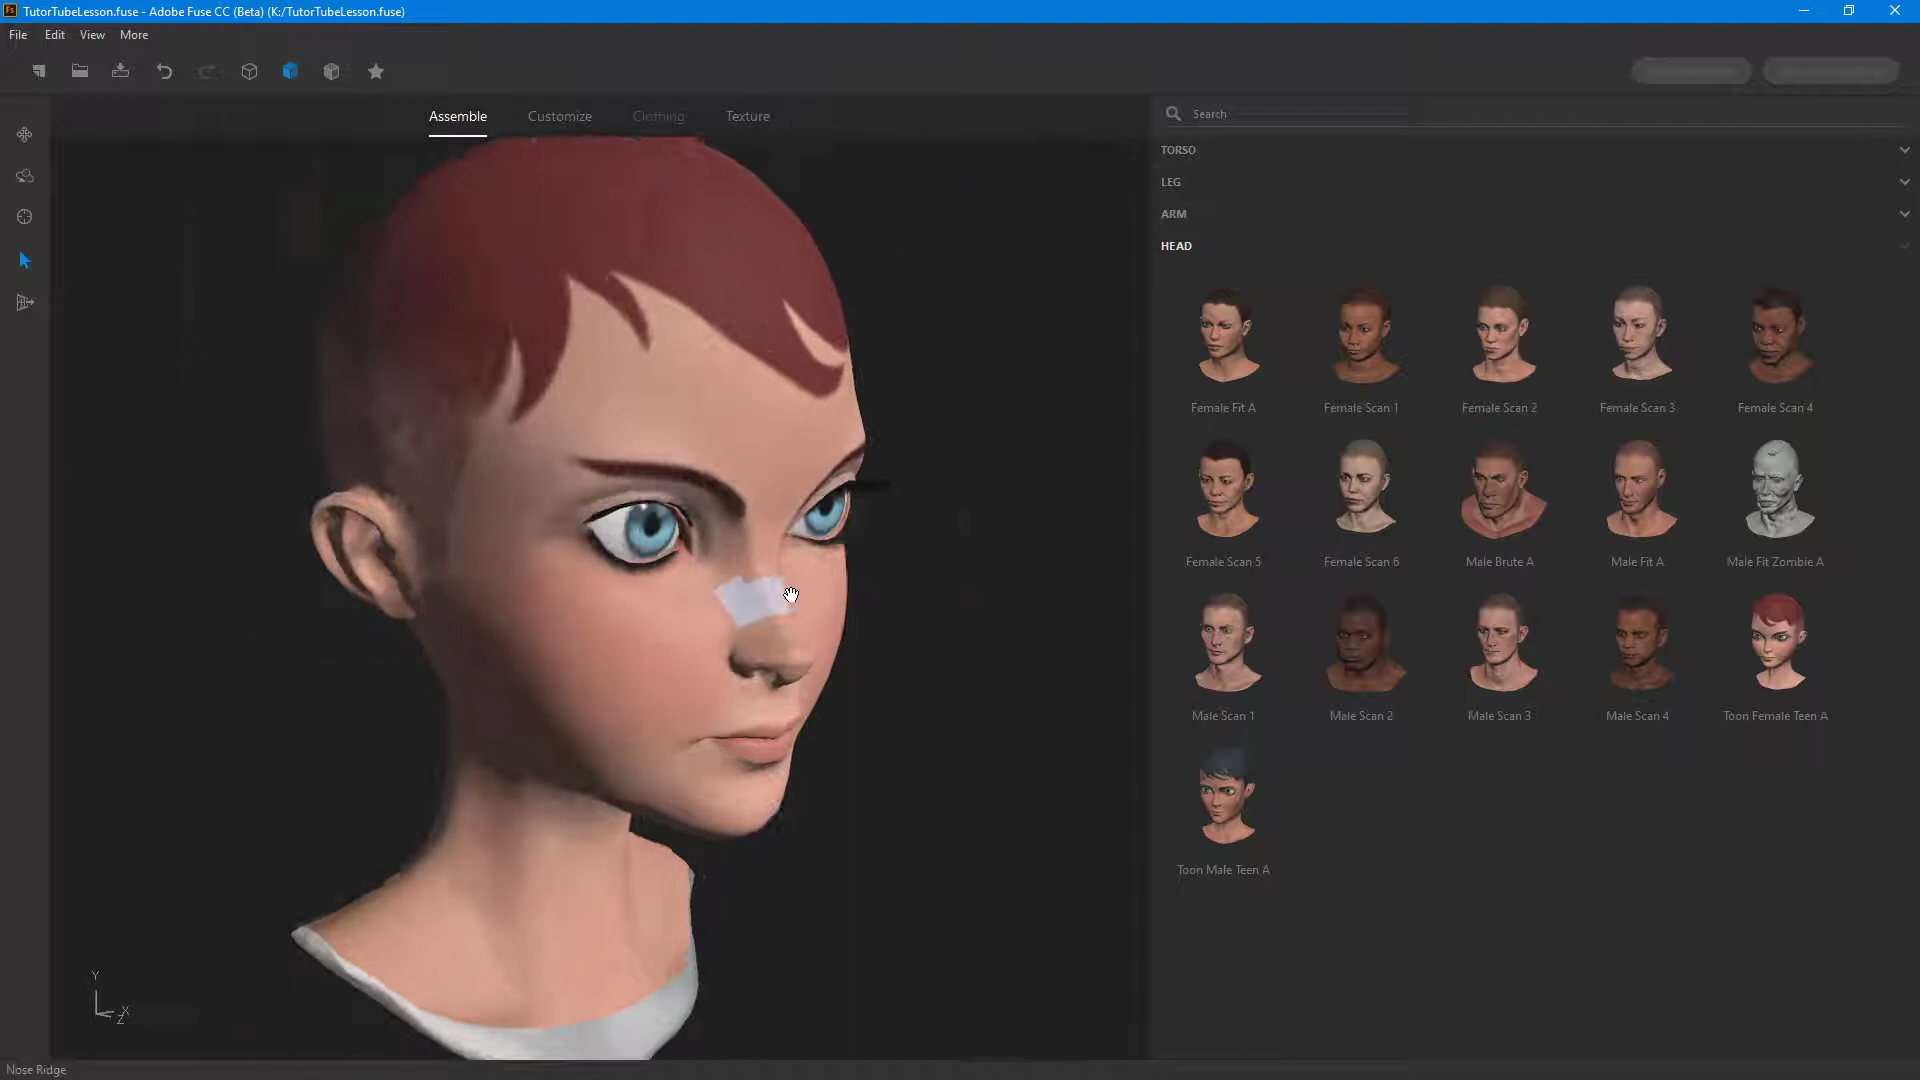 Fs TutorTubeLesson.fuse - Adobe Fuse CC (Beta) (K:/TutorTubeLesson.fuse)
File Edit View More
Assemble Customize Clothing Texture
Search
TORSO
LEG
ARM
HEAD
Female Fit A Female Scan 1 Female Scan 2 Female Scan 3 Female Scan 4
Female Scan 5 Female Scan 6 Male Brute A Male Fit A Male Fit Zombie A
Male Scan 1 Male Scan 2 Male Scan 3 Male Scan 4 Toon Female Teen A
Toon Male Teen A
Y
X
Z
Nose Ridge